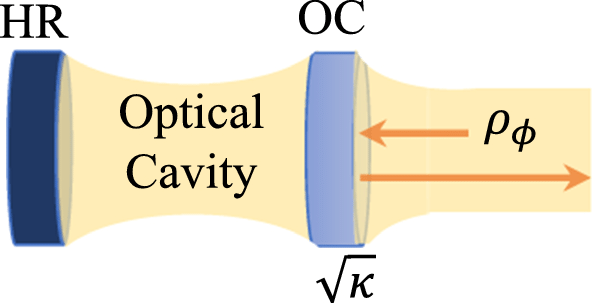 HR
OC
Optical
Cavity
ρ_ϕ
√κ